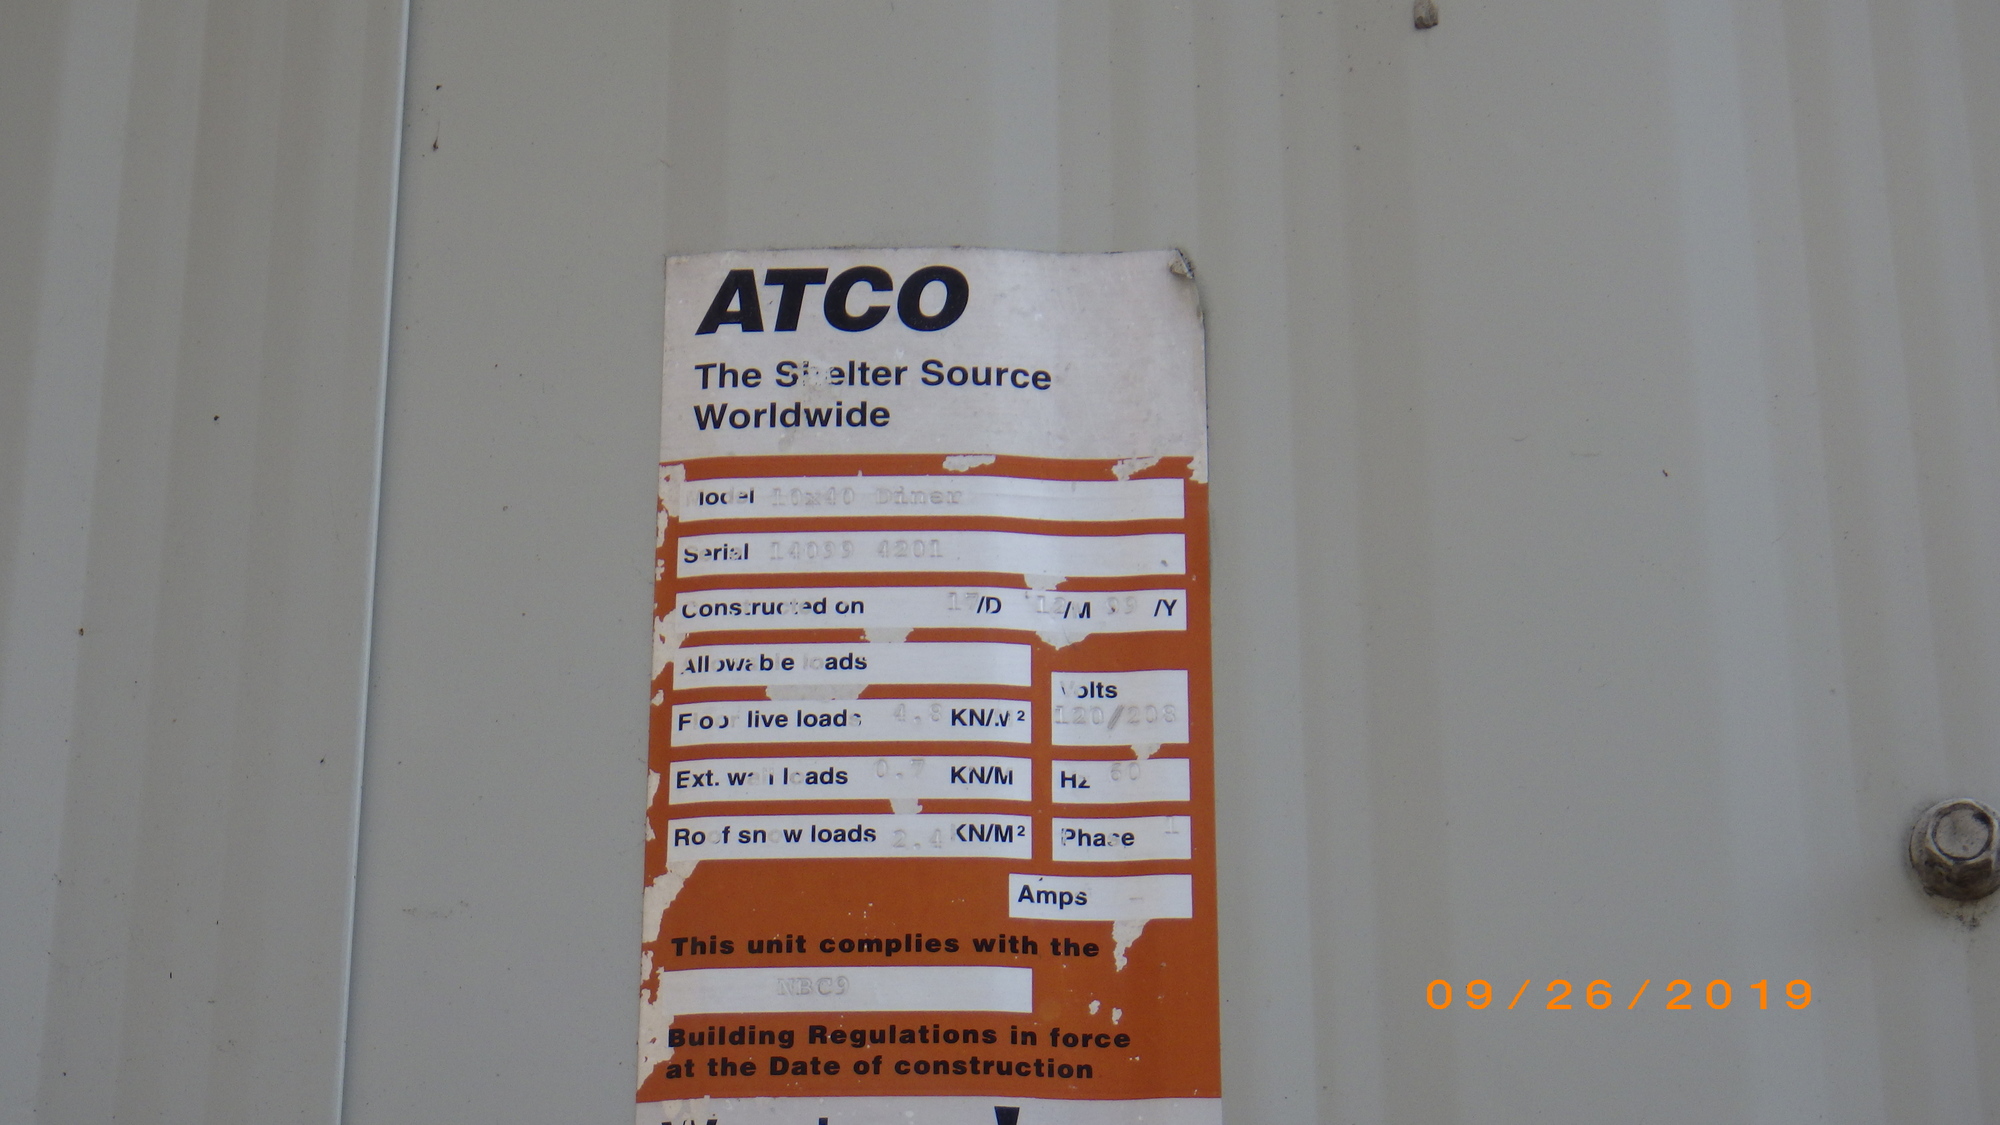 ATCO
The Shelter Source
Worldwide
Model 10x40 Diner
Serial 14099 4201
Constructed on 17/D 12/M 99 /Y
Allowable loads
Volts
Floor live loads 4.8 KN/M²
120/208
Ext. wall loads 0.7 KN/M
Hz 60
Roof snow loads 2.4 KN/M²
Phase 1
Amps -
This unit complies with the
NBC9
Building Regulations in force
at the Date of construction
09/26/2019